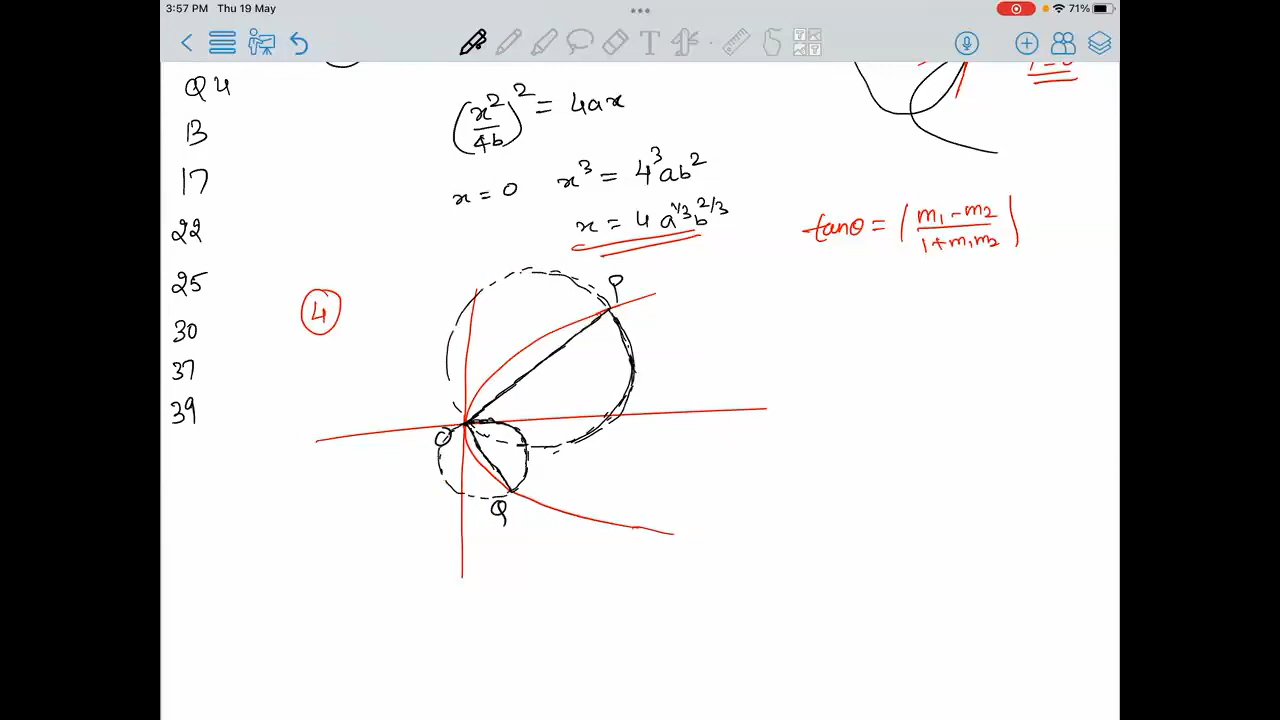 3:57 PM Thu 19 May
71%
T
Q4
13
17
22
25
30
37
39
(x²/4b)² = 4ax
x = 0 x³ = 4³ab²
x = 4 a^1/3 b^2/3
tanθ = |(m₁ - m₂)/(1 + m₁m₂)|
4
P
O
Q